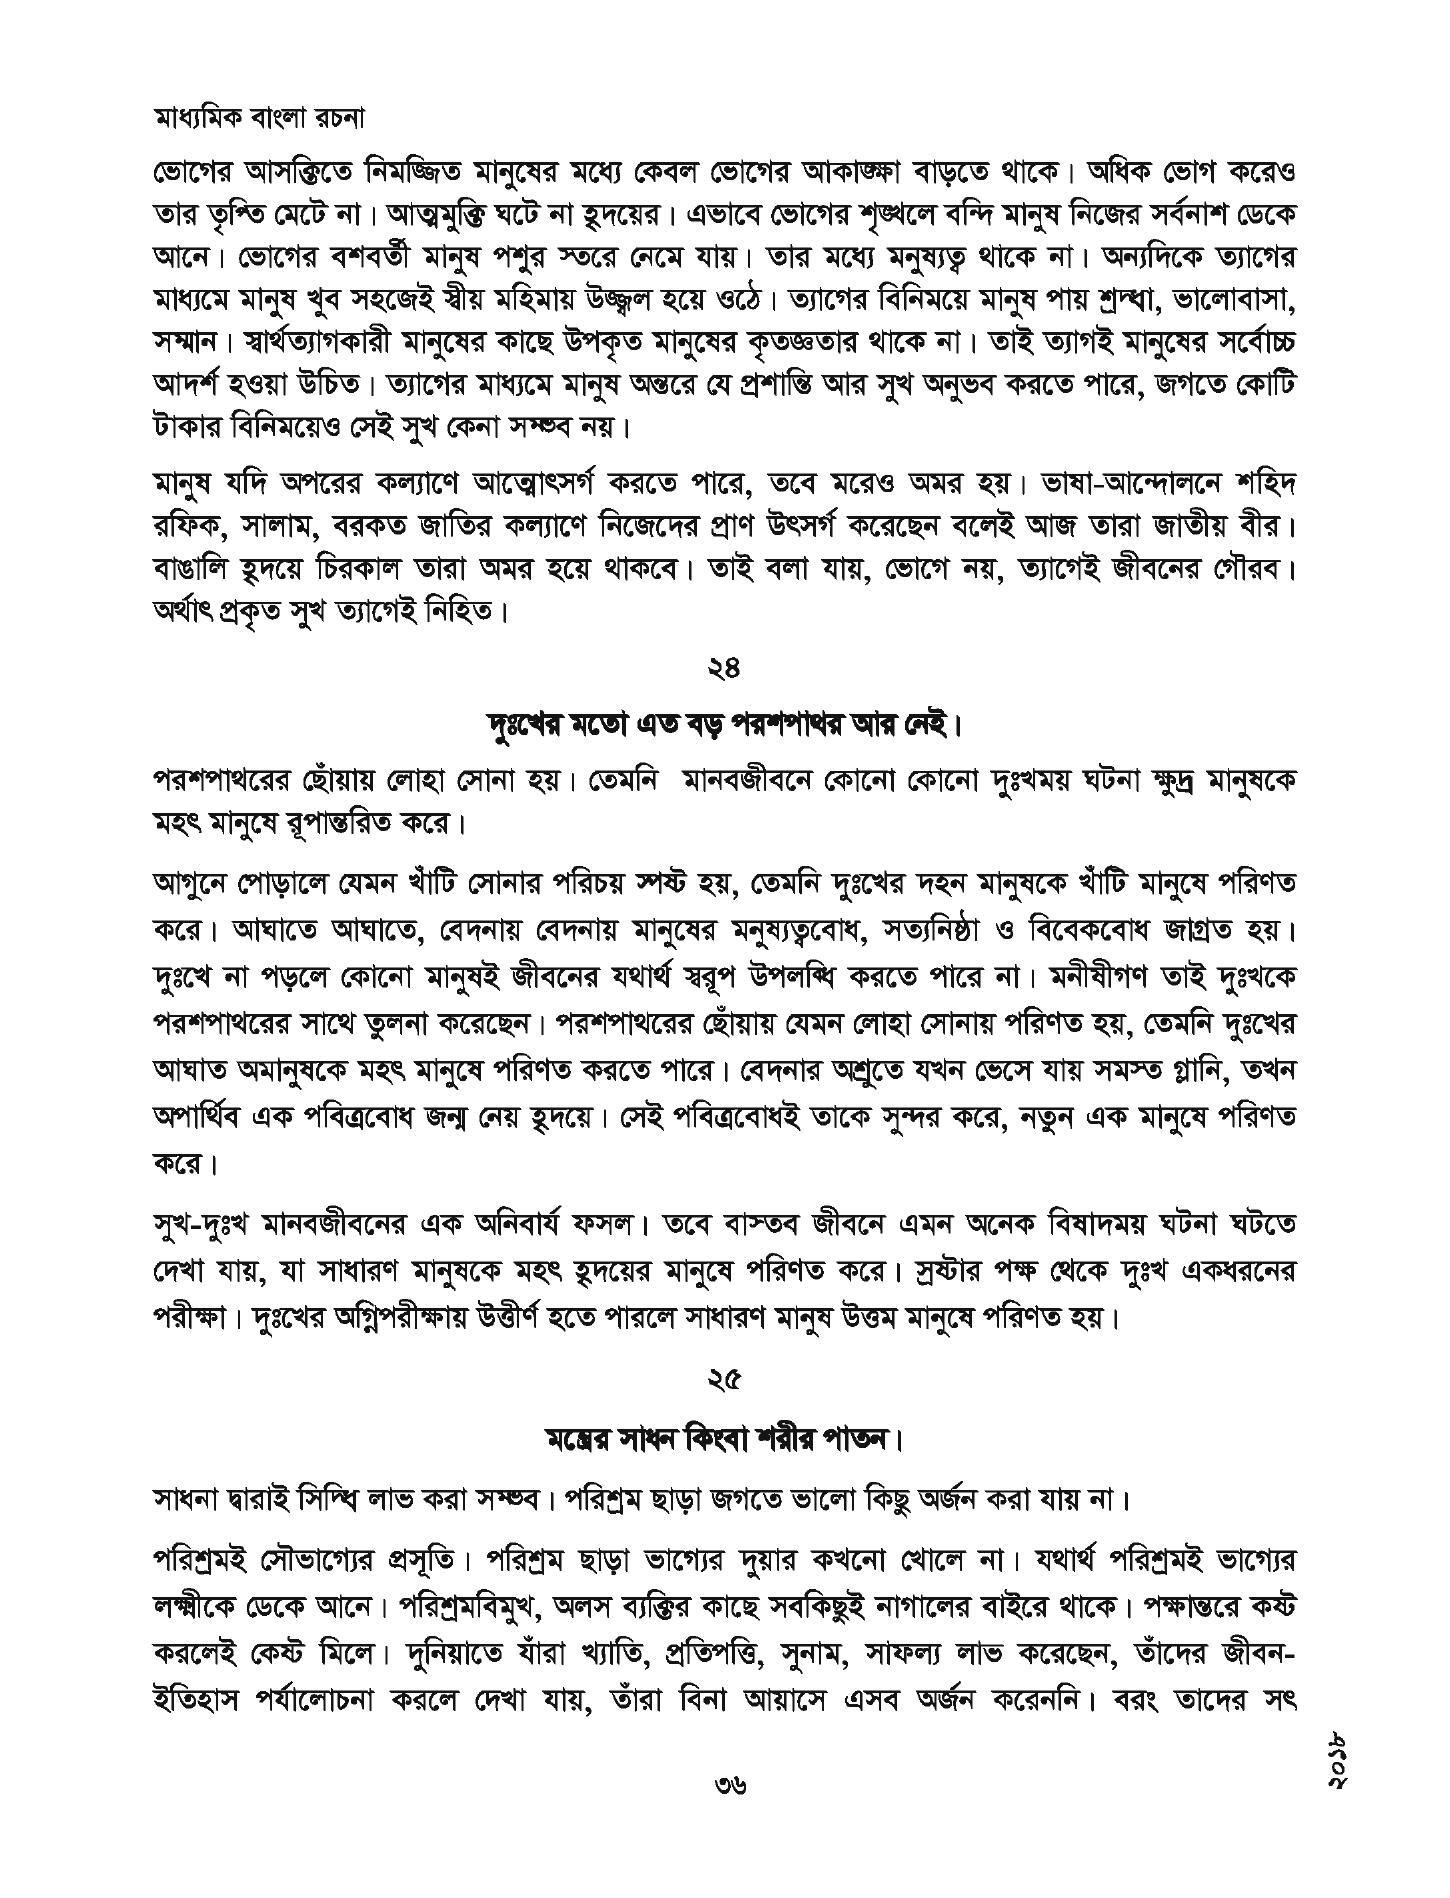 মাধ্যমিক বাংলা রচনা
ভোগের আসক্তিতে নিমজ্জিত মানুষের মধ্যে কেবল ভোগের আকাঙ্ক্ষা বাড়তে থাকে। অধিক ভোগ করেও
তার তৃপ্তি মেটে না। আত্মমুক্তি ঘটে না হৃদয়ের। এভাবে ভোগের শৃঙ্খলে বন্দি মানুষ নিজের সর্বনাশ ডেকে
আনে। ভোগের বশবর্তী মানুষ পশুর স্তরে নেমে যায়। তার মধ্যে মনুষ্যত্ব থাকে না। অন্যদিকে ত্যাগের
মাধ্যমে মানুষ খুব সহজেই স্বীয় মহিমায় উজ্জ্বল হয়ে ওঠে। ত্যাগের বিনিময়ে মানুষ পায় শ্রদ্ধা, ভালোবাসা,
সম্মান। স্বার্থত্যাগকারী মানুষের কাছে উপকৃত মানুষের কৃতজ্ঞতার থাকে না। তাই ত্যাগই মানুষের সর্বোচ্চ
আদর্শ হওয়া উচিত। ত্যাগের মাধ্যমে মানুষ অন্তরে যে প্রশান্তি আর সুখ অনুভব করতে পারে, জগতে কোটি
টাকার বিনিময়েও সেই সুখ কেনা সম্ভব নয়।
মানুষ যদি অপরের কল্যাণে আত্মোৎসর্গ করতে পারে, তবে মরেও অমর হয়। ভাষা-আন্দোলনে শহিদ
রফিক, সালাম, বরকত জাতির কল্যাণে নিজেদের প্রাণ উৎসর্গ করেছেন বলেই আজ তারা জাতীয় বীর।
বাঙালি হৃদয়ে চিরকাল তারা অমর হয়ে থাকবে। তাই বলা যায়, ভোগে নয়, ত্যাগেই জীবনের গৌরব।
অর্থাৎ প্রকৃত সুখ ত্যাগেই নিহিত।
২৪
দুঃখের মতো এত বড় পরশপাথর আর নেই।
পরশপাথরের ছোঁয়ায় লোহা সোনা হয়। তেমনি মানবজীবনে কোনো কোনো দুঃখময় ঘটনা ক্ষুদ্র মানুষকে
মহৎ মানুষে রূপান্তরিত করে।
আগুনে পোড়ালে যেমন খাঁটি সোনার পরিচয় স্পষ্ট হয়, তেমনি দুঃখের দহন মানুষকে খাঁটি মানুষে পরিণত
করে। আঘাতে আঘাতে, বেদনায় বেদনায় মানুষের মনুষ্যত্ববোধ, সত্যনিষ্ঠা ও বিবেকবোধ জাগ্রত হয়।
দুঃখে না পড়লে কোনো মানুষই জীবনের যথার্থ স্বরূপ উপলব্ধি করতে পারে না। মনীষীগণ তাই দুঃখকে
পরশপাথরের সাথে তুলনা করেছেন। পরশপাথরের ছোঁয়ায় যেমন লোহা সোনায় পরিণত হয়, তেমনি দুঃখের
আঘাত অমানুষকে মহৎ মানুষে পরিণত করতে পারে। বেদনার অশ্রুতে যখন ভেসে যায় সমস্ত গ্লানি, তখন
অপার্থিব এক পবিত্রবোধ জন্ম নেয় হৃদয়ে। সেই পবিত্রবোধই তাকে সুন্দর করে, নতুন এক মানুষে পরিণত
করে।
সুখ-দুঃখ মানবজীবনের এক অনিবার্য ফসল। তবে বাস্তব জীবনে এমন অনেক বিষাদময় ঘটনা ঘটতে
দেখা যায়, যা সাধারণ মানুষকে মহৎ হৃদয়ের মানুষে পরিণত করে। স্রষ্টার পক্ষ থেকে দুঃখ একধরনের
পরীক্ষা। দুঃখের অগ্নিপরীক্ষায় উত্তীর্ণ হতে পারলে সাধারণ মানুষ উত্তম মানুষে পরিণত হয়।
২৫
মন্ত্রের সাধন কিংবা শরীর পাতন।
সাধনা দ্বারাই সিদ্ধি লাভ করা সম্ভব। পরিশ্রম ছাড়া জগতে ভালো কিছু অর্জন করা যায় না।
পরিশ্রমই সৌভাগ্যের প্রসূতি। পরিশ্রম ছাড়া ভাগ্যের দুয়ার কখনো খোলে না। যথার্থ পরিশ্রমই ভাগ্যের
লক্ষ্মীকে ডেকে আনে। পরিশ্রমবিমুখ, অলস ব্যক্তির কাছে সবকিছুই নাগালের বাইরে থাকে। পক্ষান্তরে কষ্ট
করলেই কেষ্ট মিলে। দুনিয়াতে যাঁরা খ্যাতি, প্রতিপত্তি, সুনাম, সাফল্য লাভ করেছেন, তাঁদের জীবন-
ইতিহাস পর্যালোচনা করলে দেখা যায়, তাঁরা বিনা আয়াসে এসব অর্জন করেননি। বরং তাদের সৎ
৩৬
২০১৮